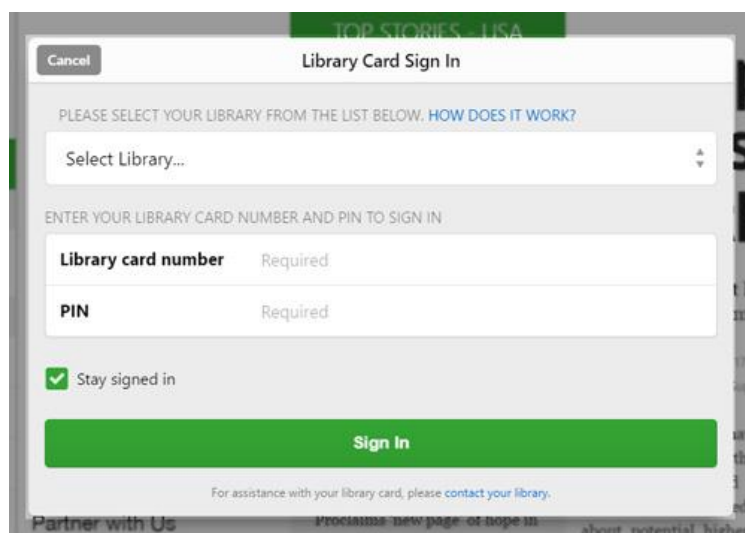 TOP STORIES - USA
Cancel
Library Card Sign In
PLEASE SELECT YOUR LIBRARY FROM THE LIST BELOW. HOW DOES IT WORK?
Select Library...
ENTER YOUR LIBRARY CARD NUMBER AND PIN TO SIGN IN
Library card number Required
PIN Required
Stay signed in
Sign In
For assistance with your library card, please contact your library.
Partner with Us
Proclaims 'new page' of hope in
about potential higher